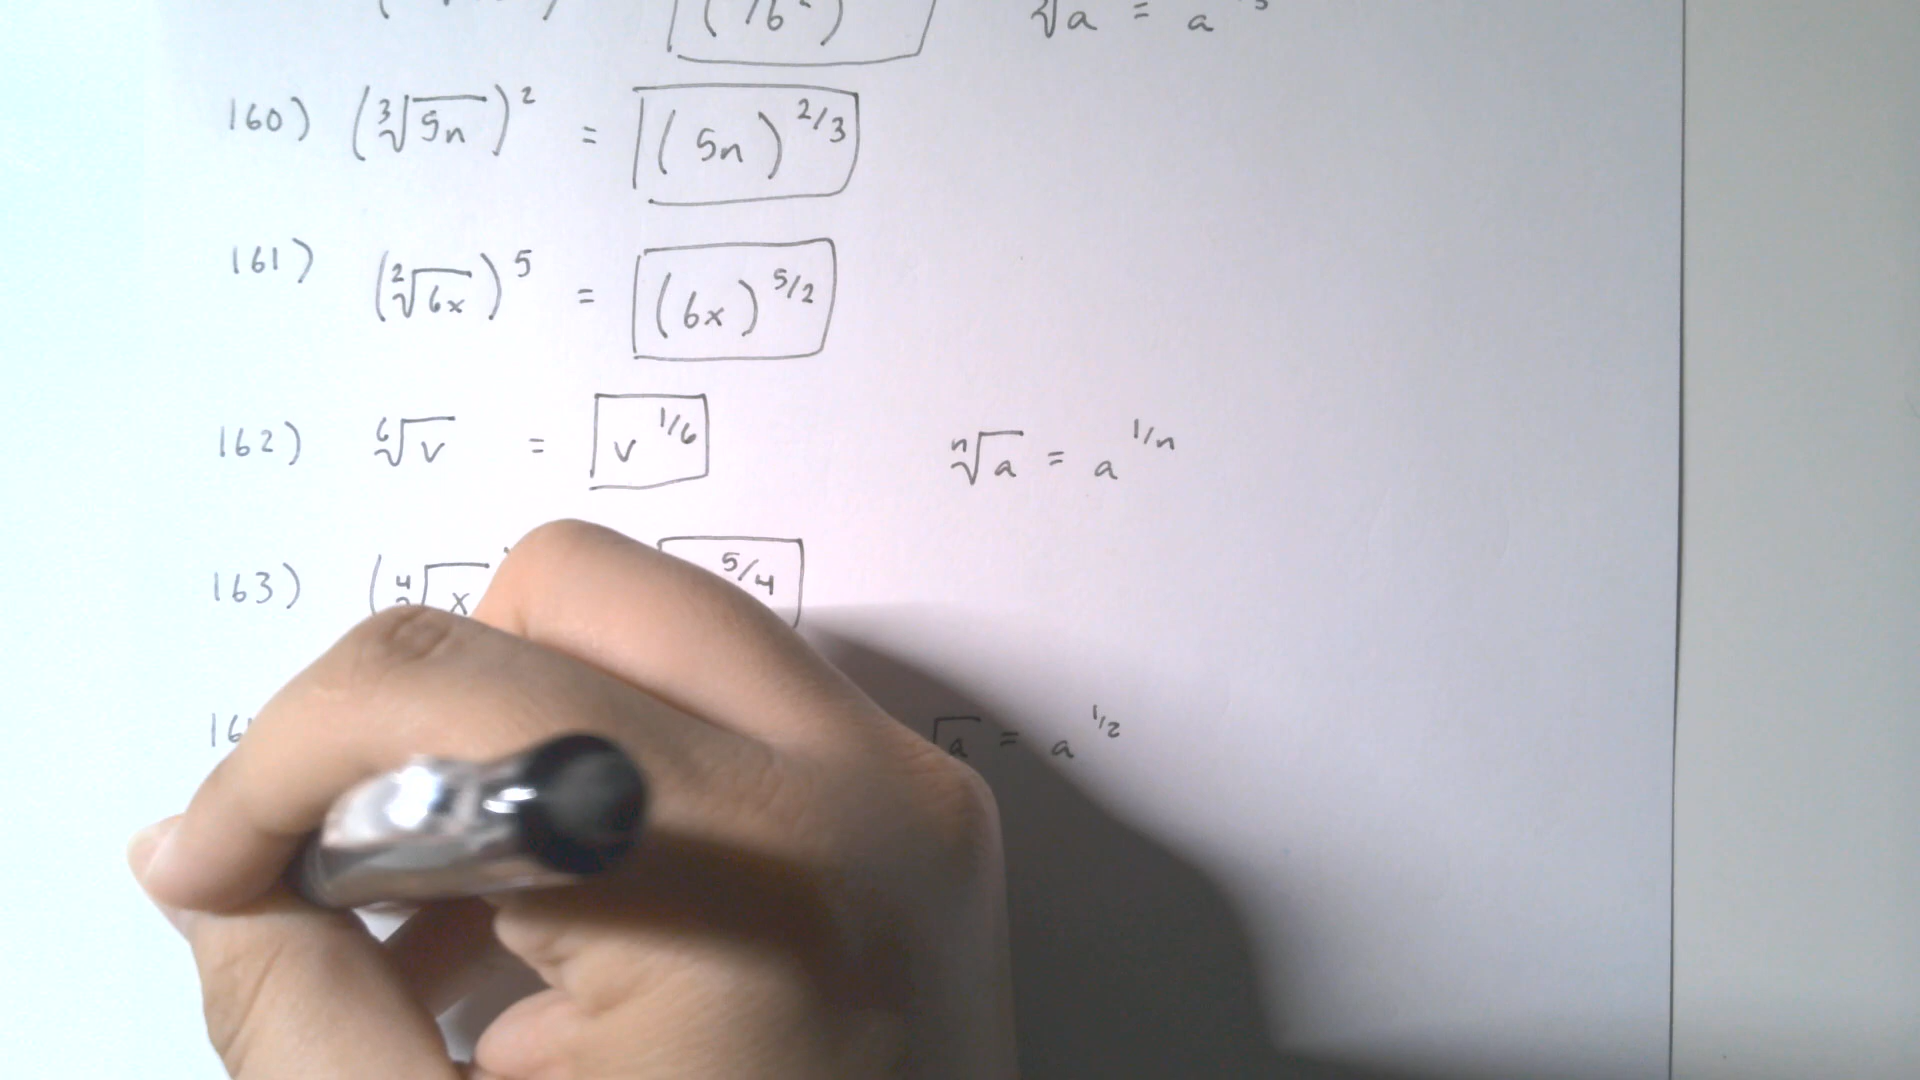 ∛a = a
160) (∛5n)² = (5n)^2/3
161) (²√6x)⁵ = (6x)^5/2
162) ⁶√v = v^1/6 ⁿ√a = a^1/n
163) (⁴√x 5/4
√a = a^1/2